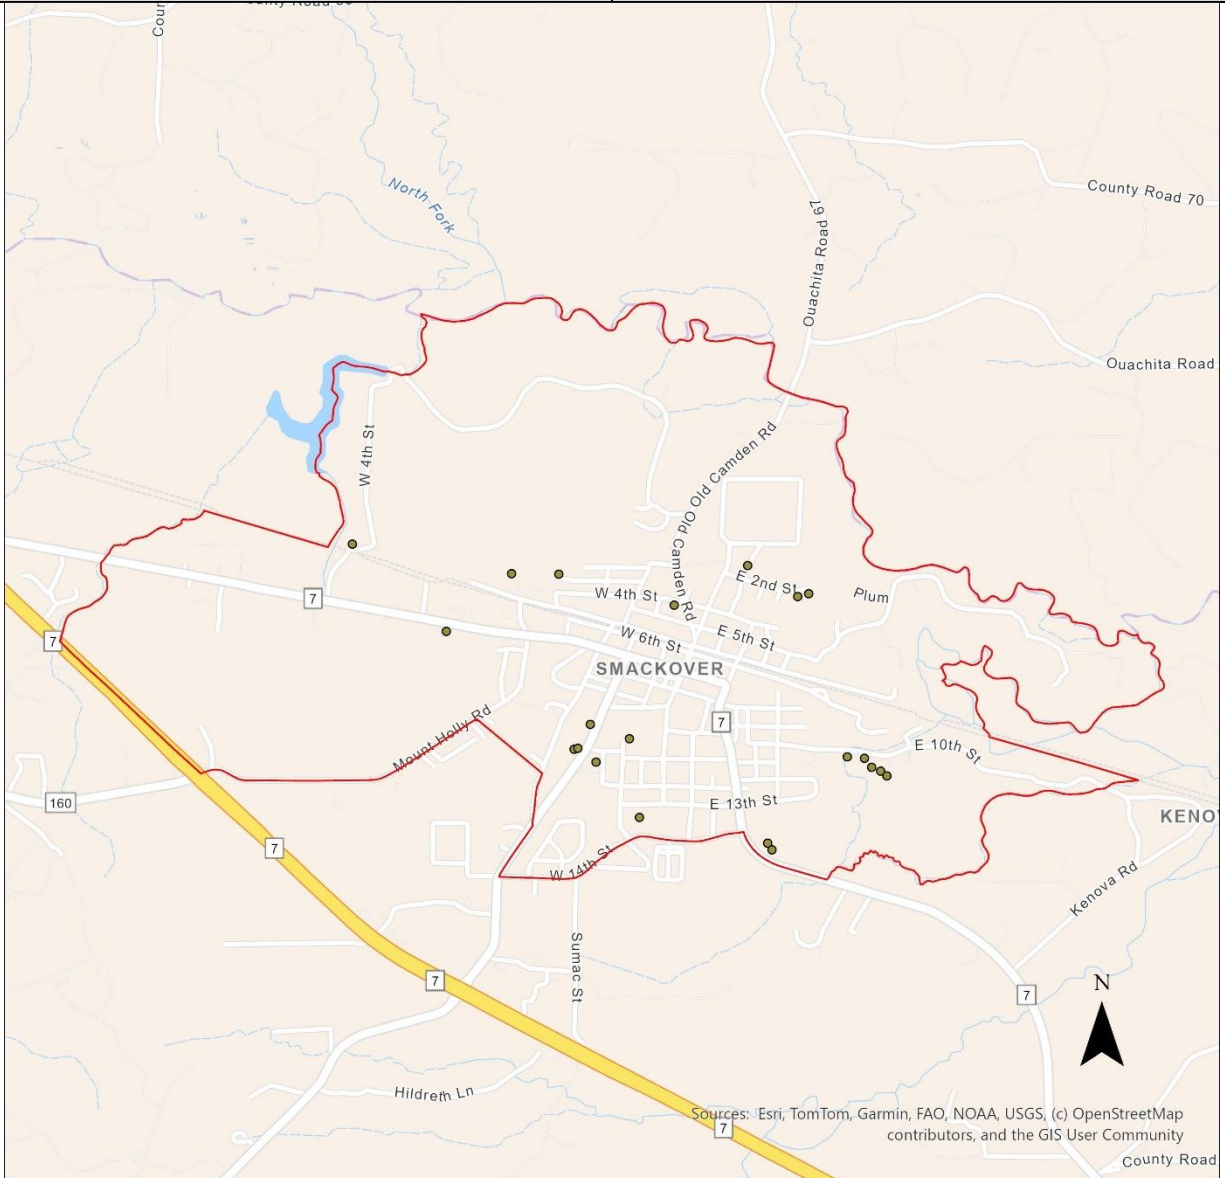 North Fork
County Road 70
Ouachita Road 67
Ouachita Road
W 4th St
Old Camden Rd
Camden Rd
7
E 2nd St
W 4th St
Plum
7
E 5th St
W 6th St
SMACKOVER
7
Mount Holly Rd
E 10th St
160
E 13th St
KENO
7
W 14th St
Kenova Rd
Sumac St
7
7
N
Hildreth Ln
Sources: Esri, TomTom, Garmin, FAO, NOAA, USGS, (c) OpenStreetMap
contributors, and the GIS User Community
7
County Road